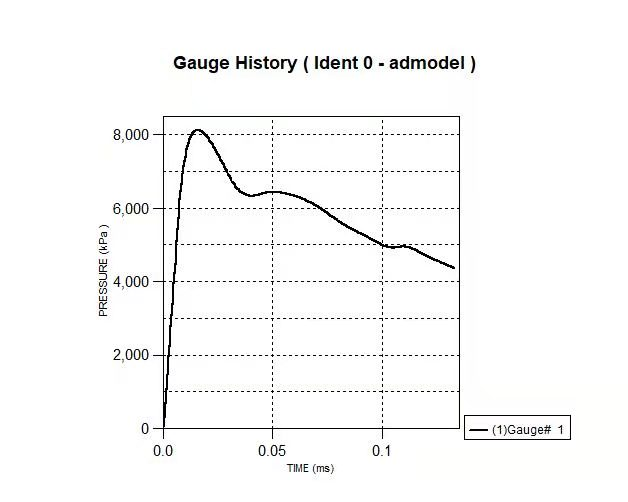 Gauge History ( Ident 0 - admodel )
8,000
6,000
4,000
2,000
0
PRESSURE (kPa )
0.0
0.05
0.1
TIME (ms)
(1)Gauge# 1